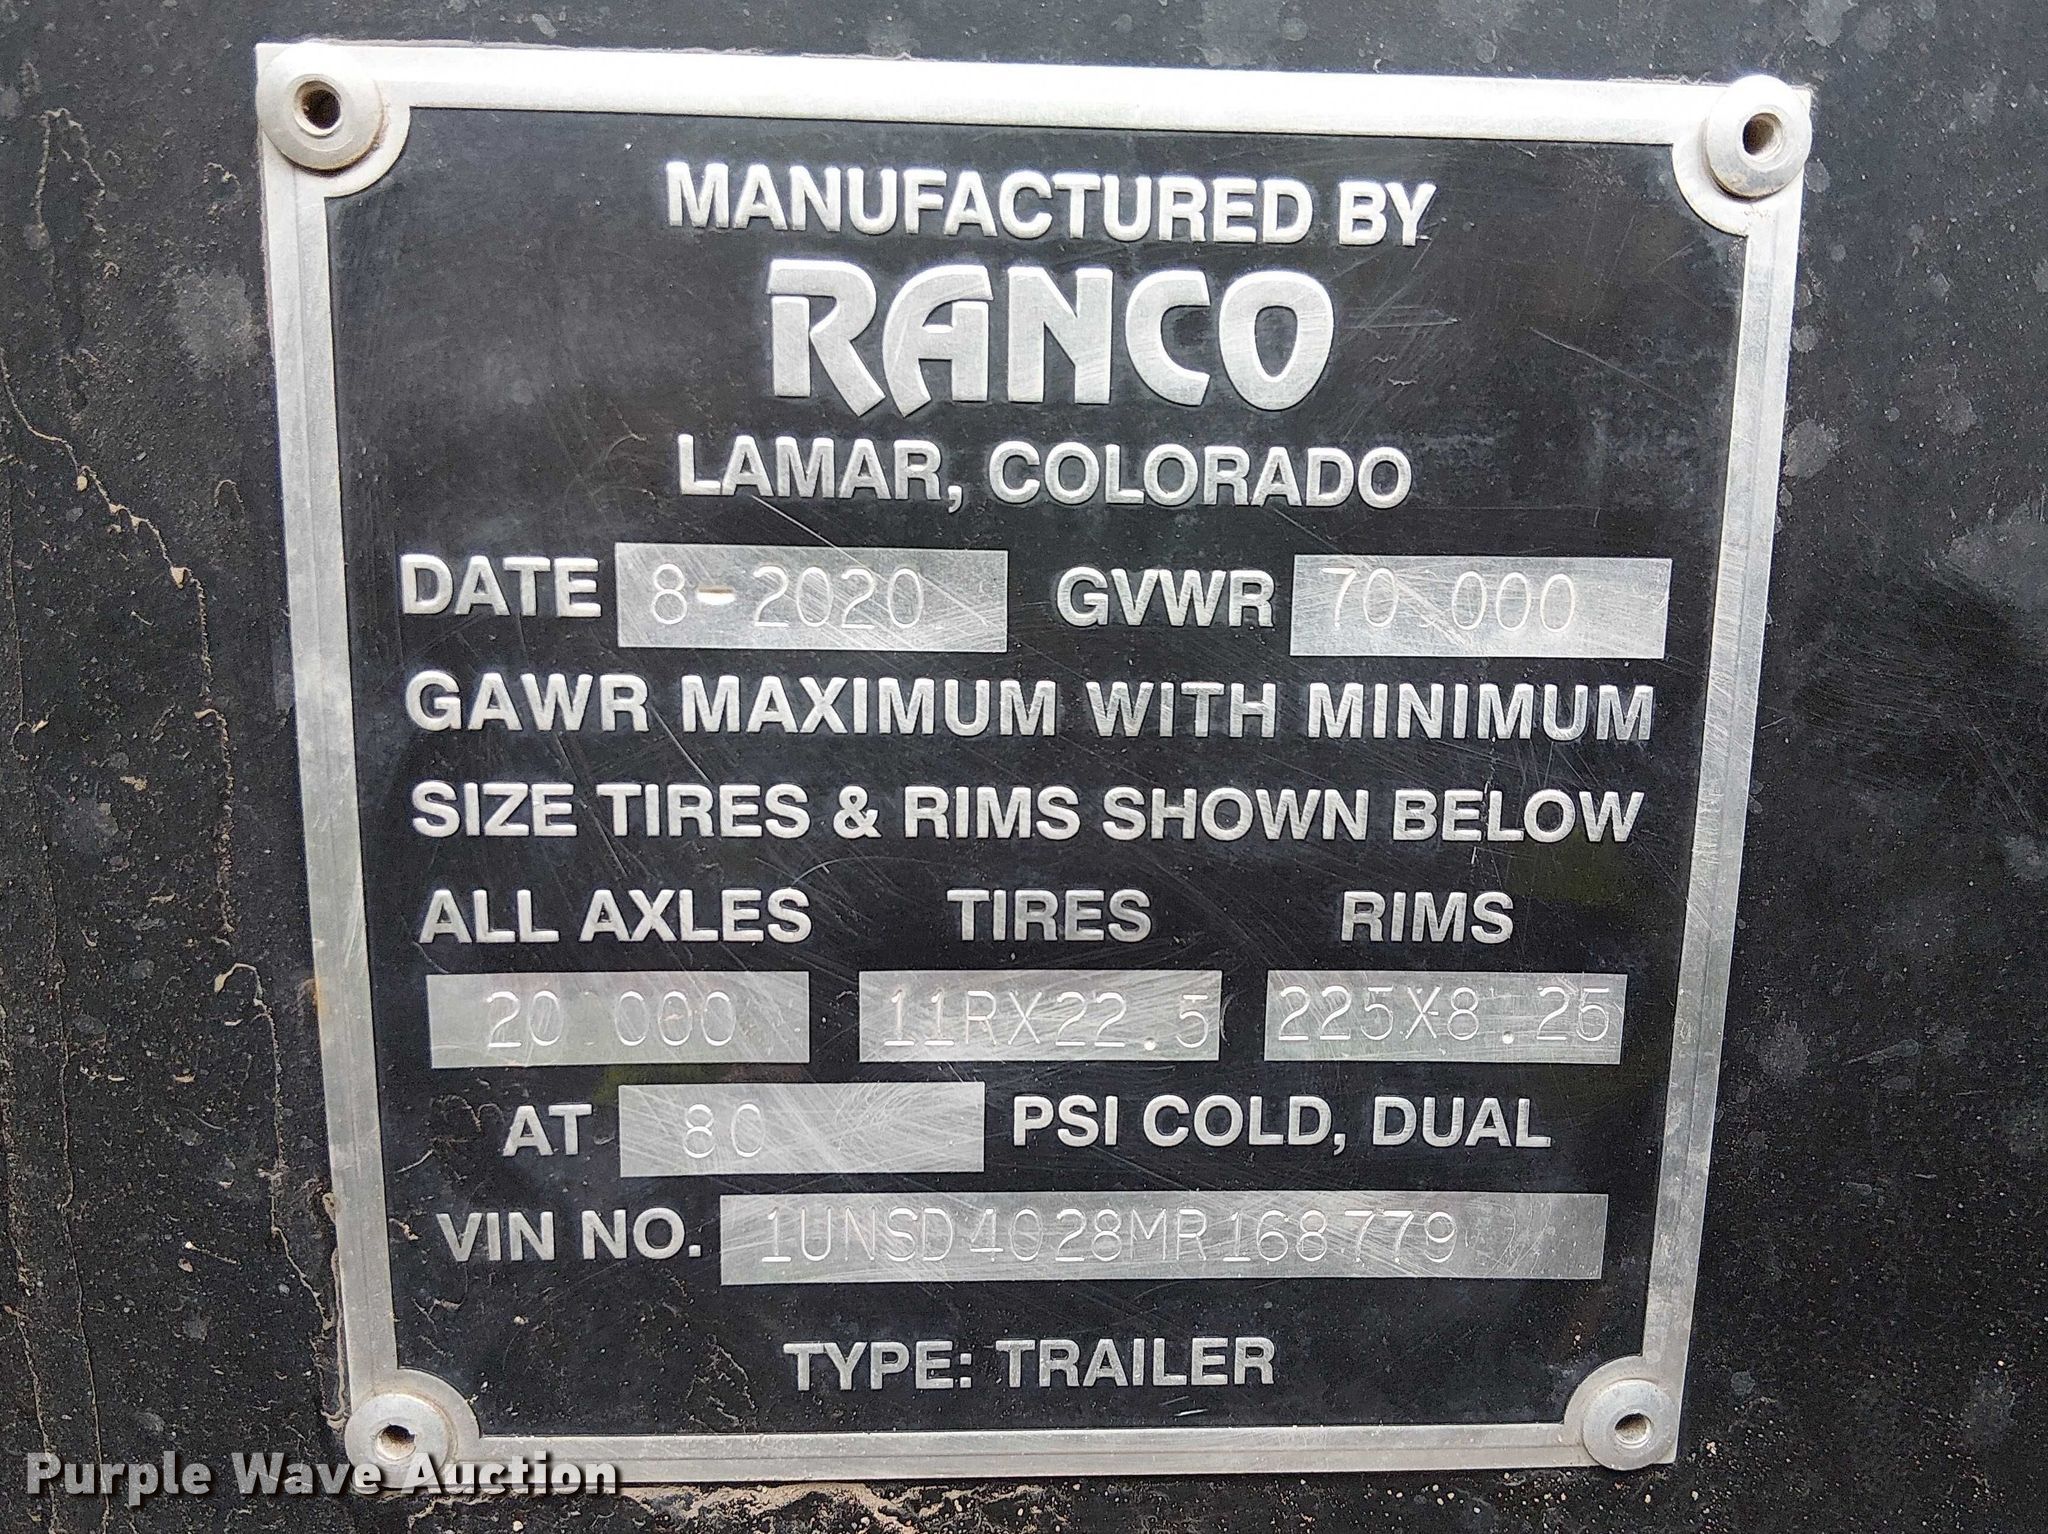 MANUFACTURED BY
RANCO
LAMAR, COLORADO
DATE 8-2020 GVWR 70 000
GAWR MAXIMUM WITH MINIMUM
SIZE TIRES & RIMS SHOWN BELOW
ALL AXLES TIRES RIMS
20 000 11RX22.5 225X8.25
AT 80 PSI COLD, DUAL
VIN NO. 1UNSD4028MR168779
TYPE: TRAILER
Purple Wave Auction